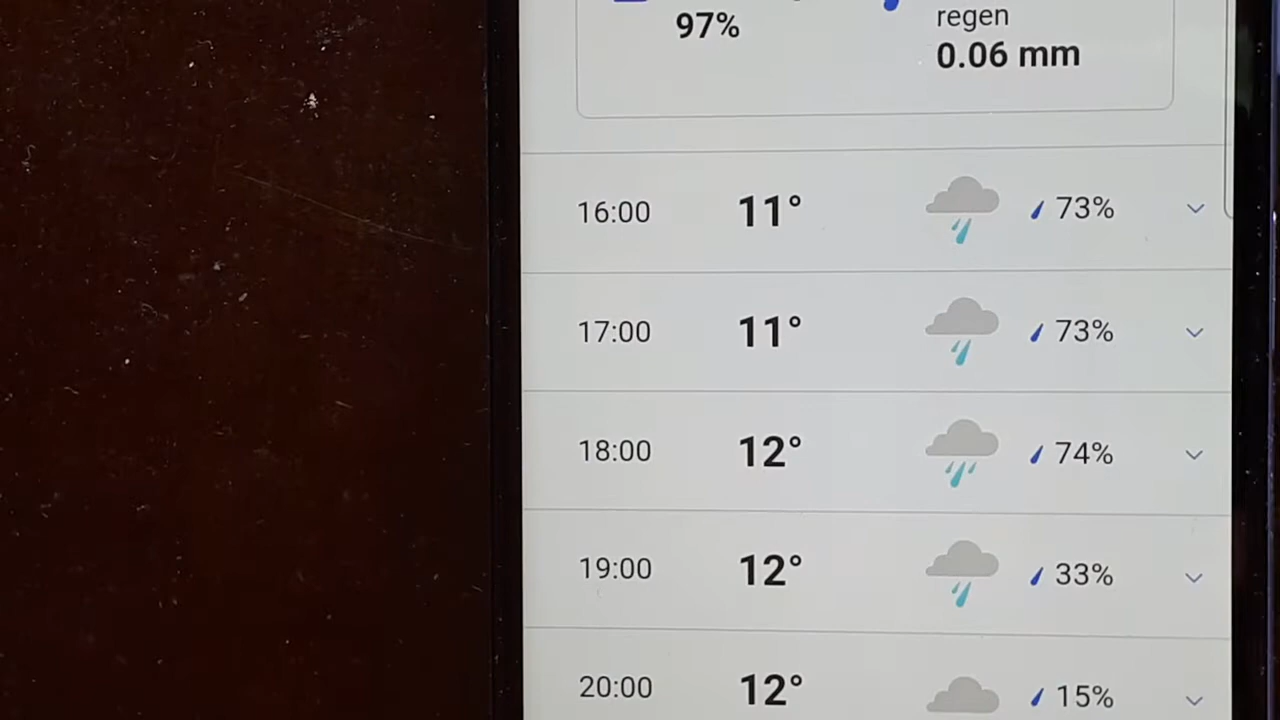 97%
regen
0.06 mm
16:00 11° 73%
17:00 11° 73%
18:00 12° 74%
19:00 12° 33%
20:00 12° 15%